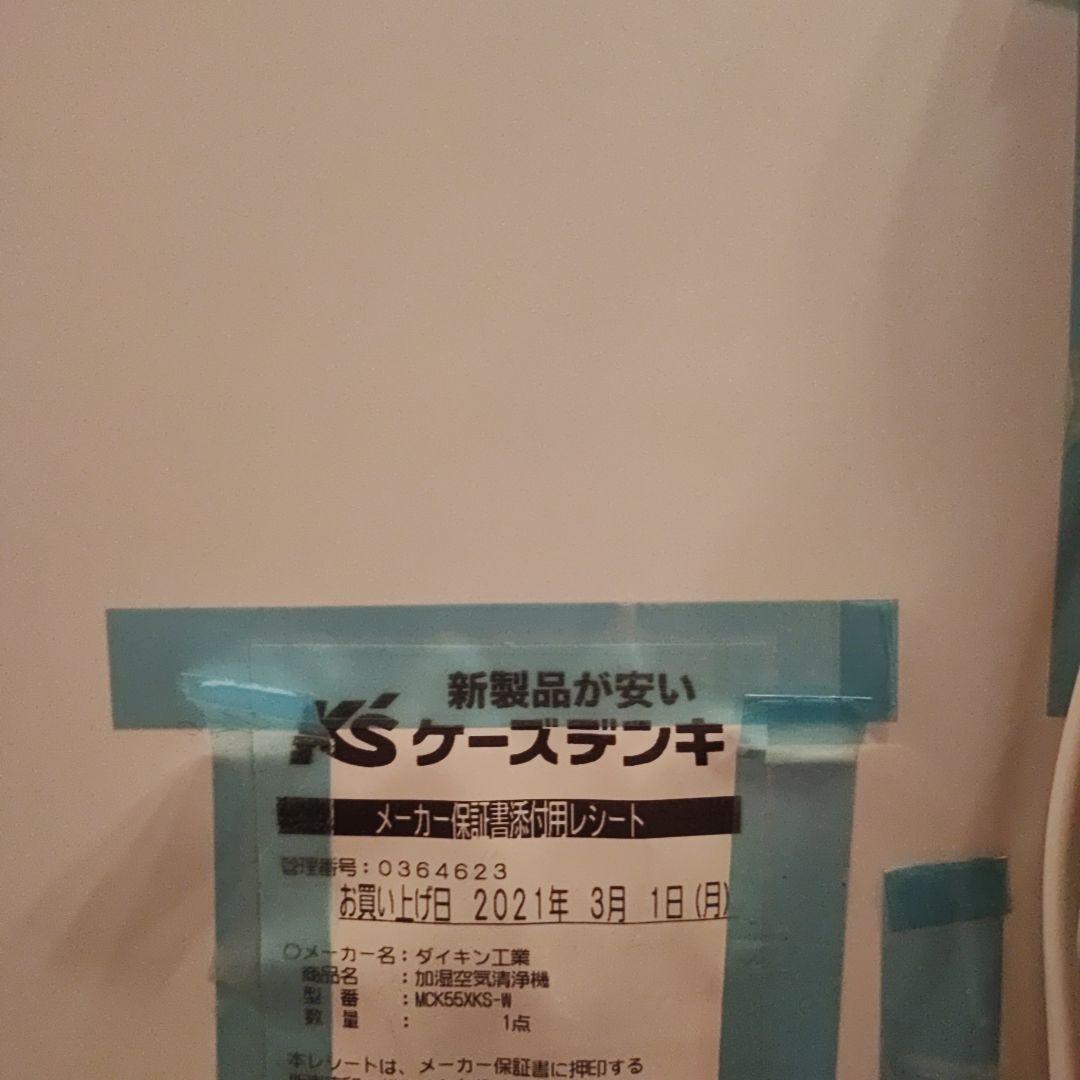 新製品が安い
K'S ケーズデンキ
メーカー保証書添付用レシート
管理番号：0364623
お買い上げ日 2021年 3月 1日(月)
○メーカー名：ダイキン工業
商品名 ：加湿空気清浄機
型番 ：MCK55XKS-W
数量 ： 1点
本レシートは、メーカー保証書に押印する